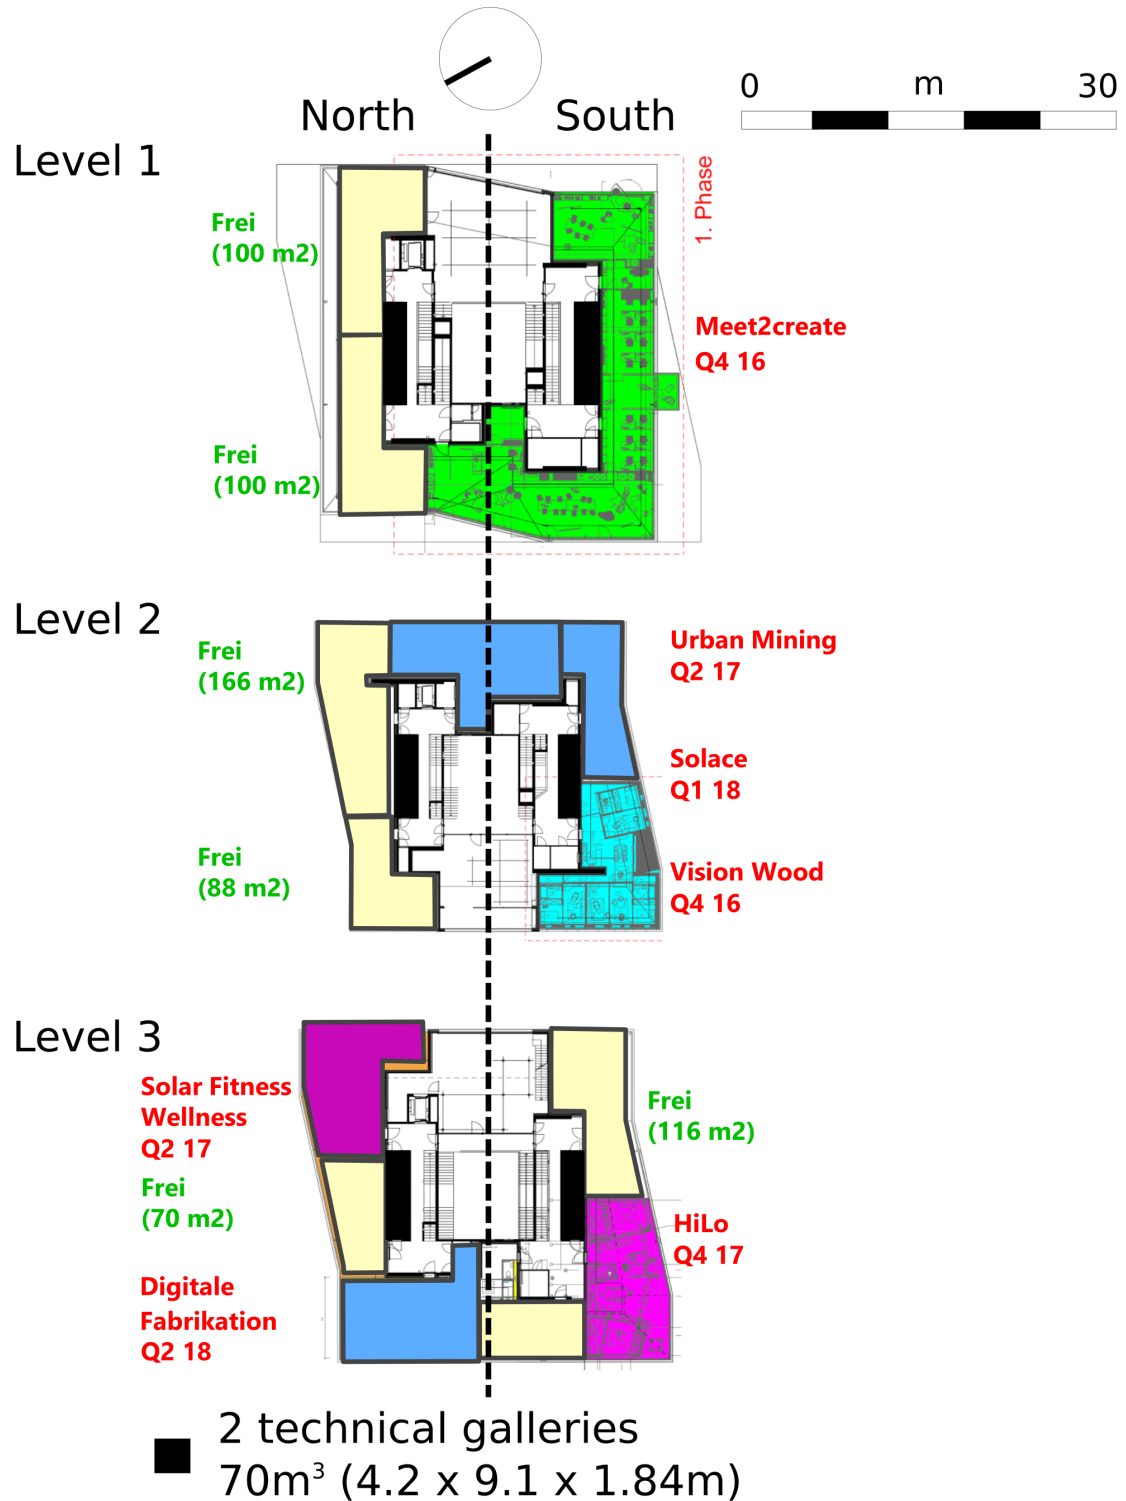 0 m 30
North South
Level 1
1. Phase
Frei
(100 m2)
Meet2create
Q4 16
Frei
(100 m2)
Level 2
Frei
(166 m2)
Urban Mining
Q2 17
Solace
Q1 18
Frei
(88 m2)
Vision Wood
Q4 16
Level 3
Solar Fitness
Wellness
Q2 17
Frei
(116 m2)
Frei
(70 m2)
HiLo
Q4 17
Digitale
Fabrikation
Q2 18
2 technical galleries
70m³ (4.2 x 9.1 x 1.84m)